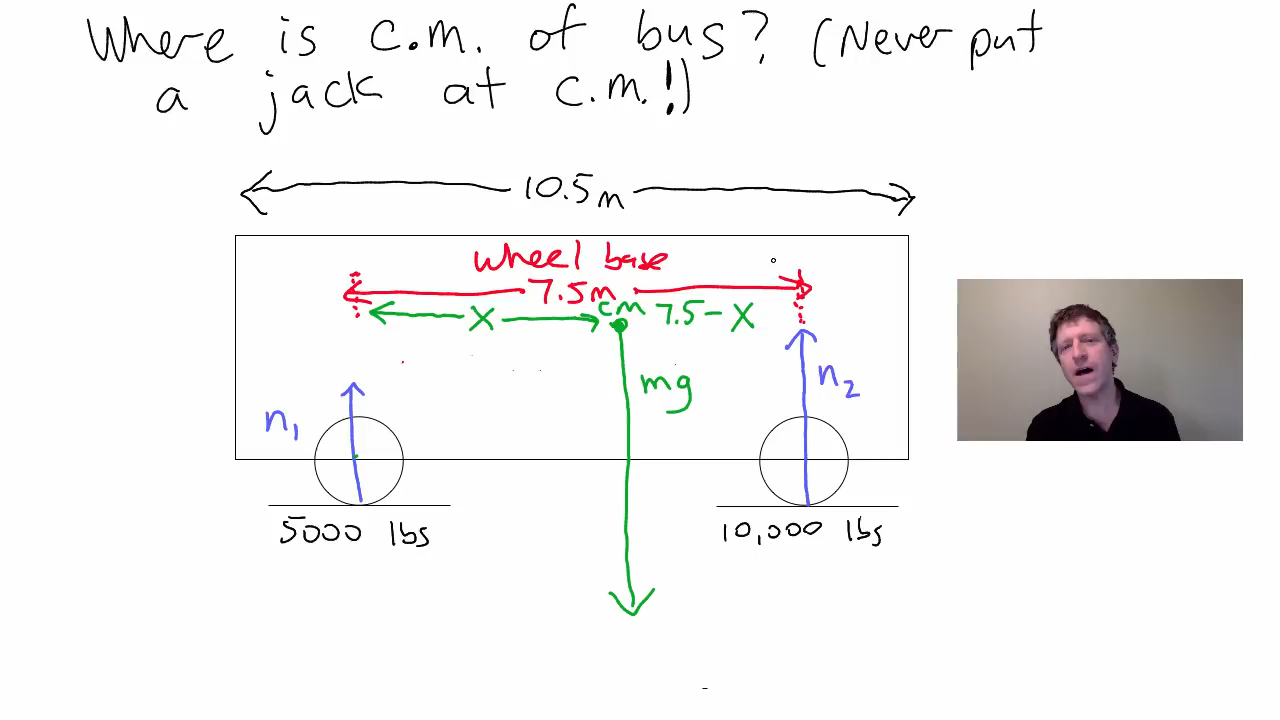 Where is c.m. of bus? (Never put
a jack at c.m.!)
10.5m
wheel base
7.5m
X
cm
7.5-X
mg
n1
n2
5000 lbs
10,000 lbs